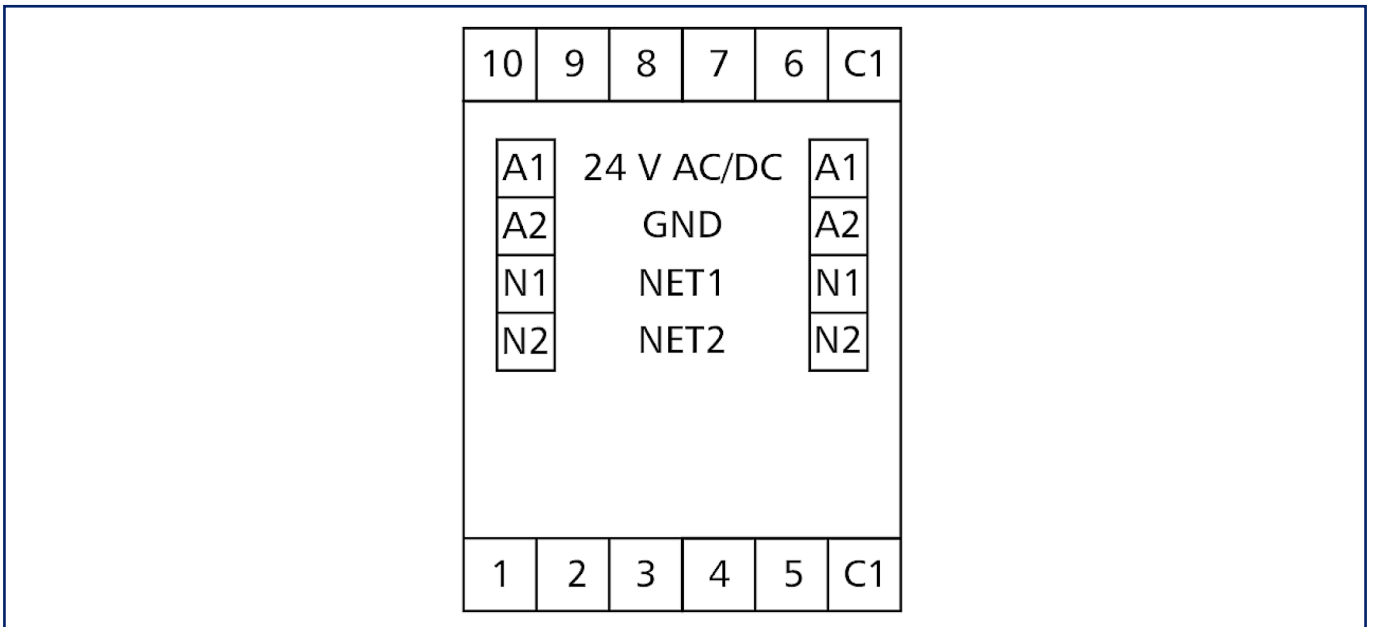 10 9 8 7 6 C1
A1 24 V AC/DC A1
A2 GND A2
N1 NET1 N1
N2 NET2 N2
1 2 3 4 5 C1